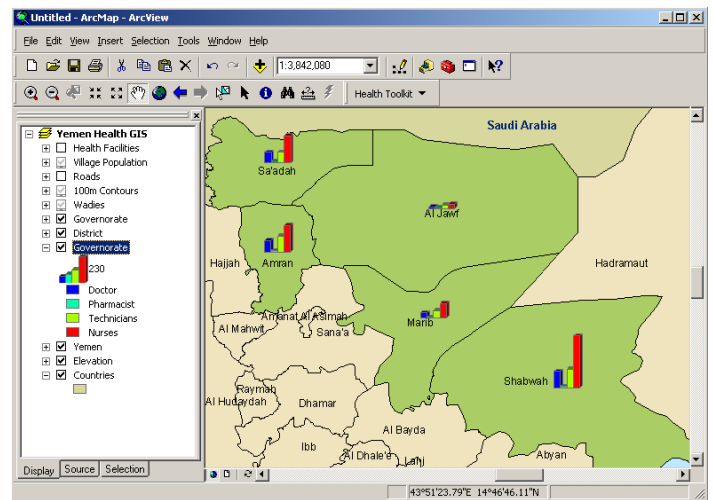 Untitled - ArcMap - ArcView
File Edit View Insert Selection Tools Window Help
1:3,842,080
Health Toolkit
Yemen Health GIS
Health Facilities
Village Population
Roads
100m Contours
Wadies
Governorate
District
Governorate
230
Doctor
Pharmacist
Technicians
Nurses
Yemen
Elevation
Countries
Display Source Selection
Saudi Arabia
Sa'adah
Al Jawf
Hajjah
Amran
Hadramaut
Amanat Al Asimah
Al Mahwit
Sana'a
Marib
Shabwah
Raymah
Al Hudaydah
Dhamar
Al Bayda
Ibb
Al Dhale'e
Lahj
Abyan
43°51'23.79"E 14°46'46.11"N